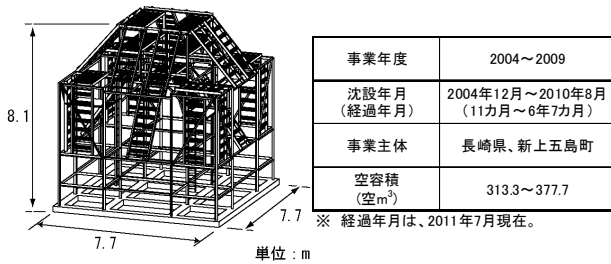 8.1
7.7
7.7
単位：m
事業年度 2004～2009
沈設年月 2004年12月～2010年8月
（経過年月） （11カ月～6年7カ月）
事業主体 長崎県、新上五島町
空容積 313.3～377.7
（空m³）
※ 経過年月は、2011年7月現在。